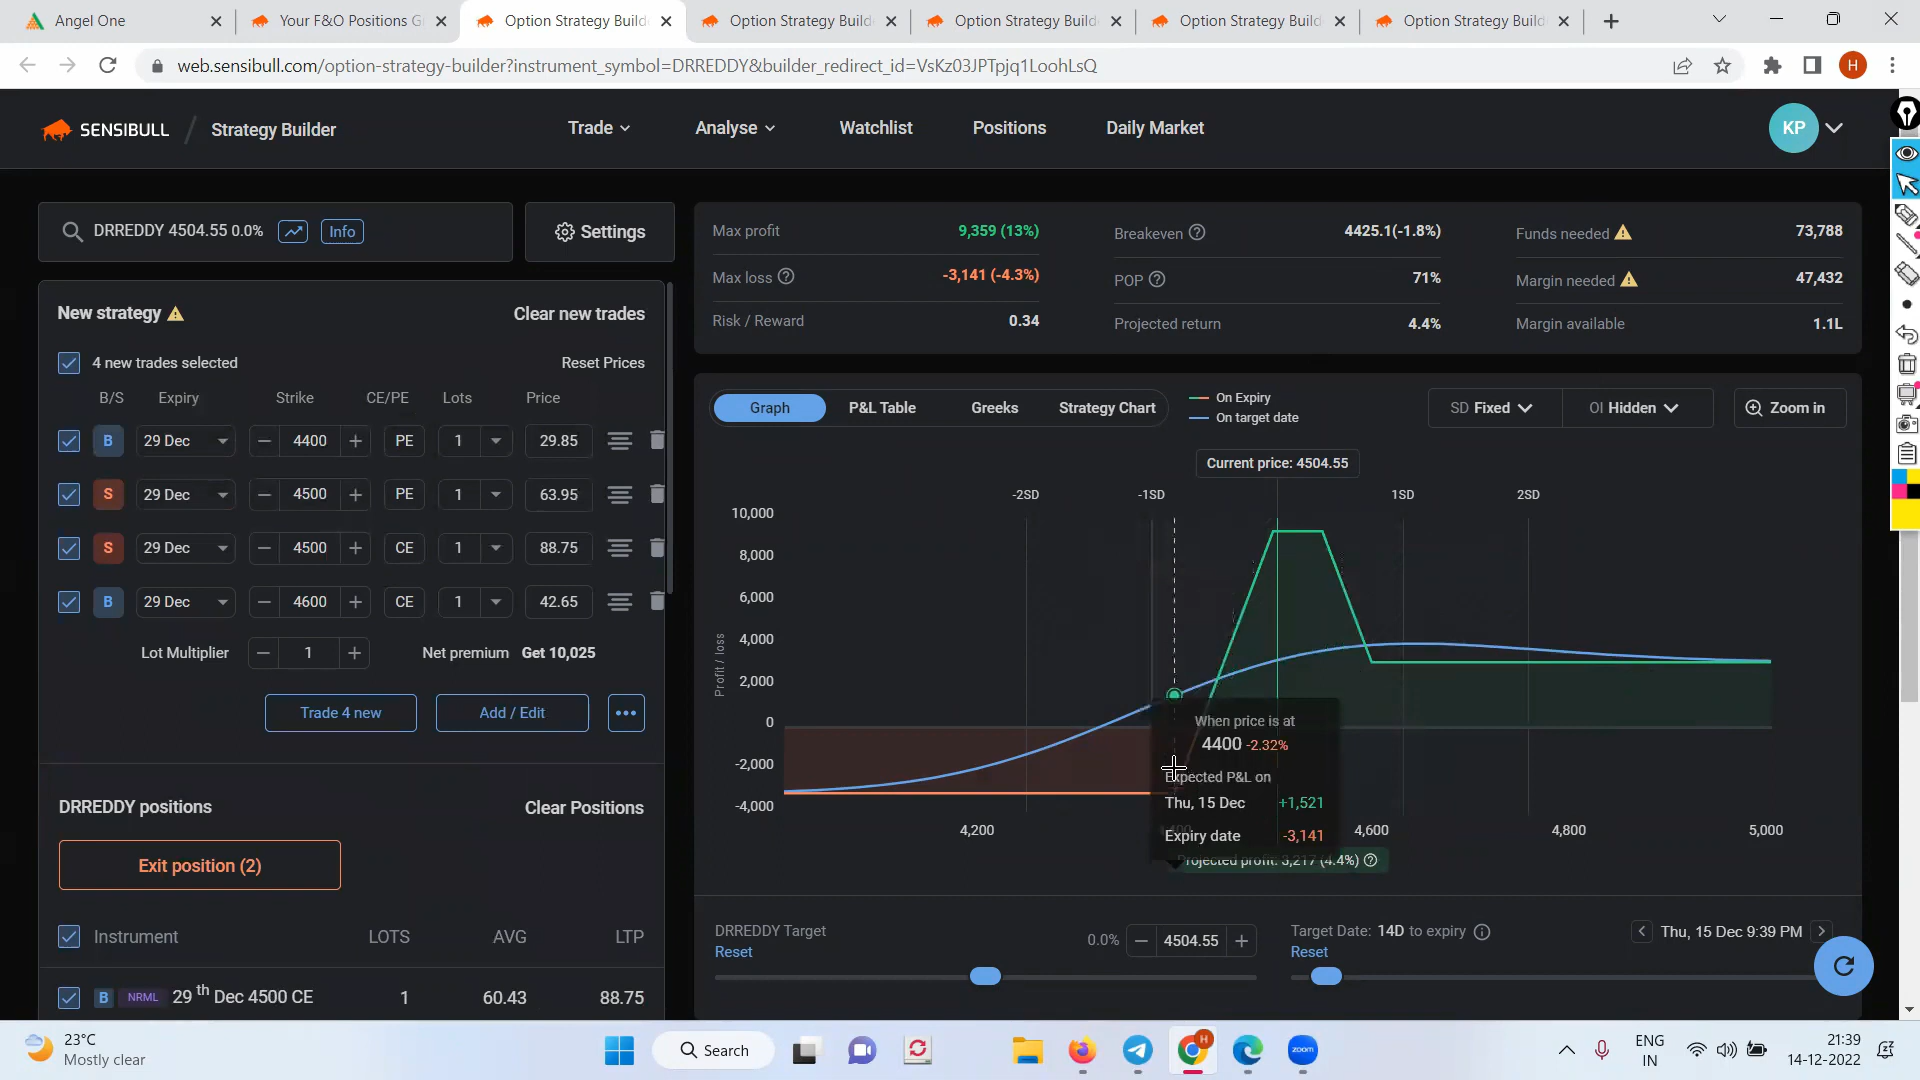 Angel One
Your F&O Positions G
Option Strategy Build
Option Strategy Build
Option Strategy Build
Option Strategy Build
Option Strategy Build
web.sensibull.com/option-strategy-builder?instrument_symbol=DRREDDY&builder_redirect_id=VsKz03JPTpjq1LoohLsQ
H
SENSIBULL / Strategy Builder
Trade
Analyse
Watchlist
Positions
Daily Market
KP
DRREDDY 4504.55 0.0%
Info
Settings
New strategy
Clear new trades
4 new trades selected
Reset Prices
B/S Expiry Strike CE/PE Lots Price
B 29 Dec − 4400 + PE 1 29.85
S 29 Dec − 4500 + PE 1 63.95
S 29 Dec − 4500 + CE 1 88.75
B 29 Dec − 4600 + CE 1 42.65
Lot Multiplier − 1 + Net premium Get 10,025
Trade 4 new
Add / Edit
DRREDDY positions
Clear Positions
Exit position (2)
Instrument LOTS AVG LTP
B NRML 29 th Dec 4500 CE 1 60.43 88.75
Max profit 9,359 (13%)
Max loss -3,141 (-4.3%)
Risk / Reward 0.34
Breakeven 4425.1(-1.8%)
POP 71%
Projected return 4.4%
Funds needed 73,788
Margin needed 47,432
Margin available 1.1L
Graph
P&L Table
Greeks
Strategy Chart
On Expiry
On target date
SD Fixed
OI Hidden
Zoom in
Current price: 4504.55
-2SD -1SD 1SD 2SD
Profit / loss
10,000
8,000
6,000
4,000
2,000
0
-2,000
-4,000
When price is at
4400 -2.32%
Expected P&L on
Thu, 15 Dec +1,521
Expiry date -3,141
4,200 4,600 4,800 5,000
Projected profit: 3,217 (4.4%)
DRREDDY Target
Reset
0.0% − 4504.55 +
Target Date: 14D to expiry
Reset
Thu, 15 Dec 9:39 PM
23°C
Mostly clear
Search
H
zoom
ENG
IN
21:39
14-12-2022